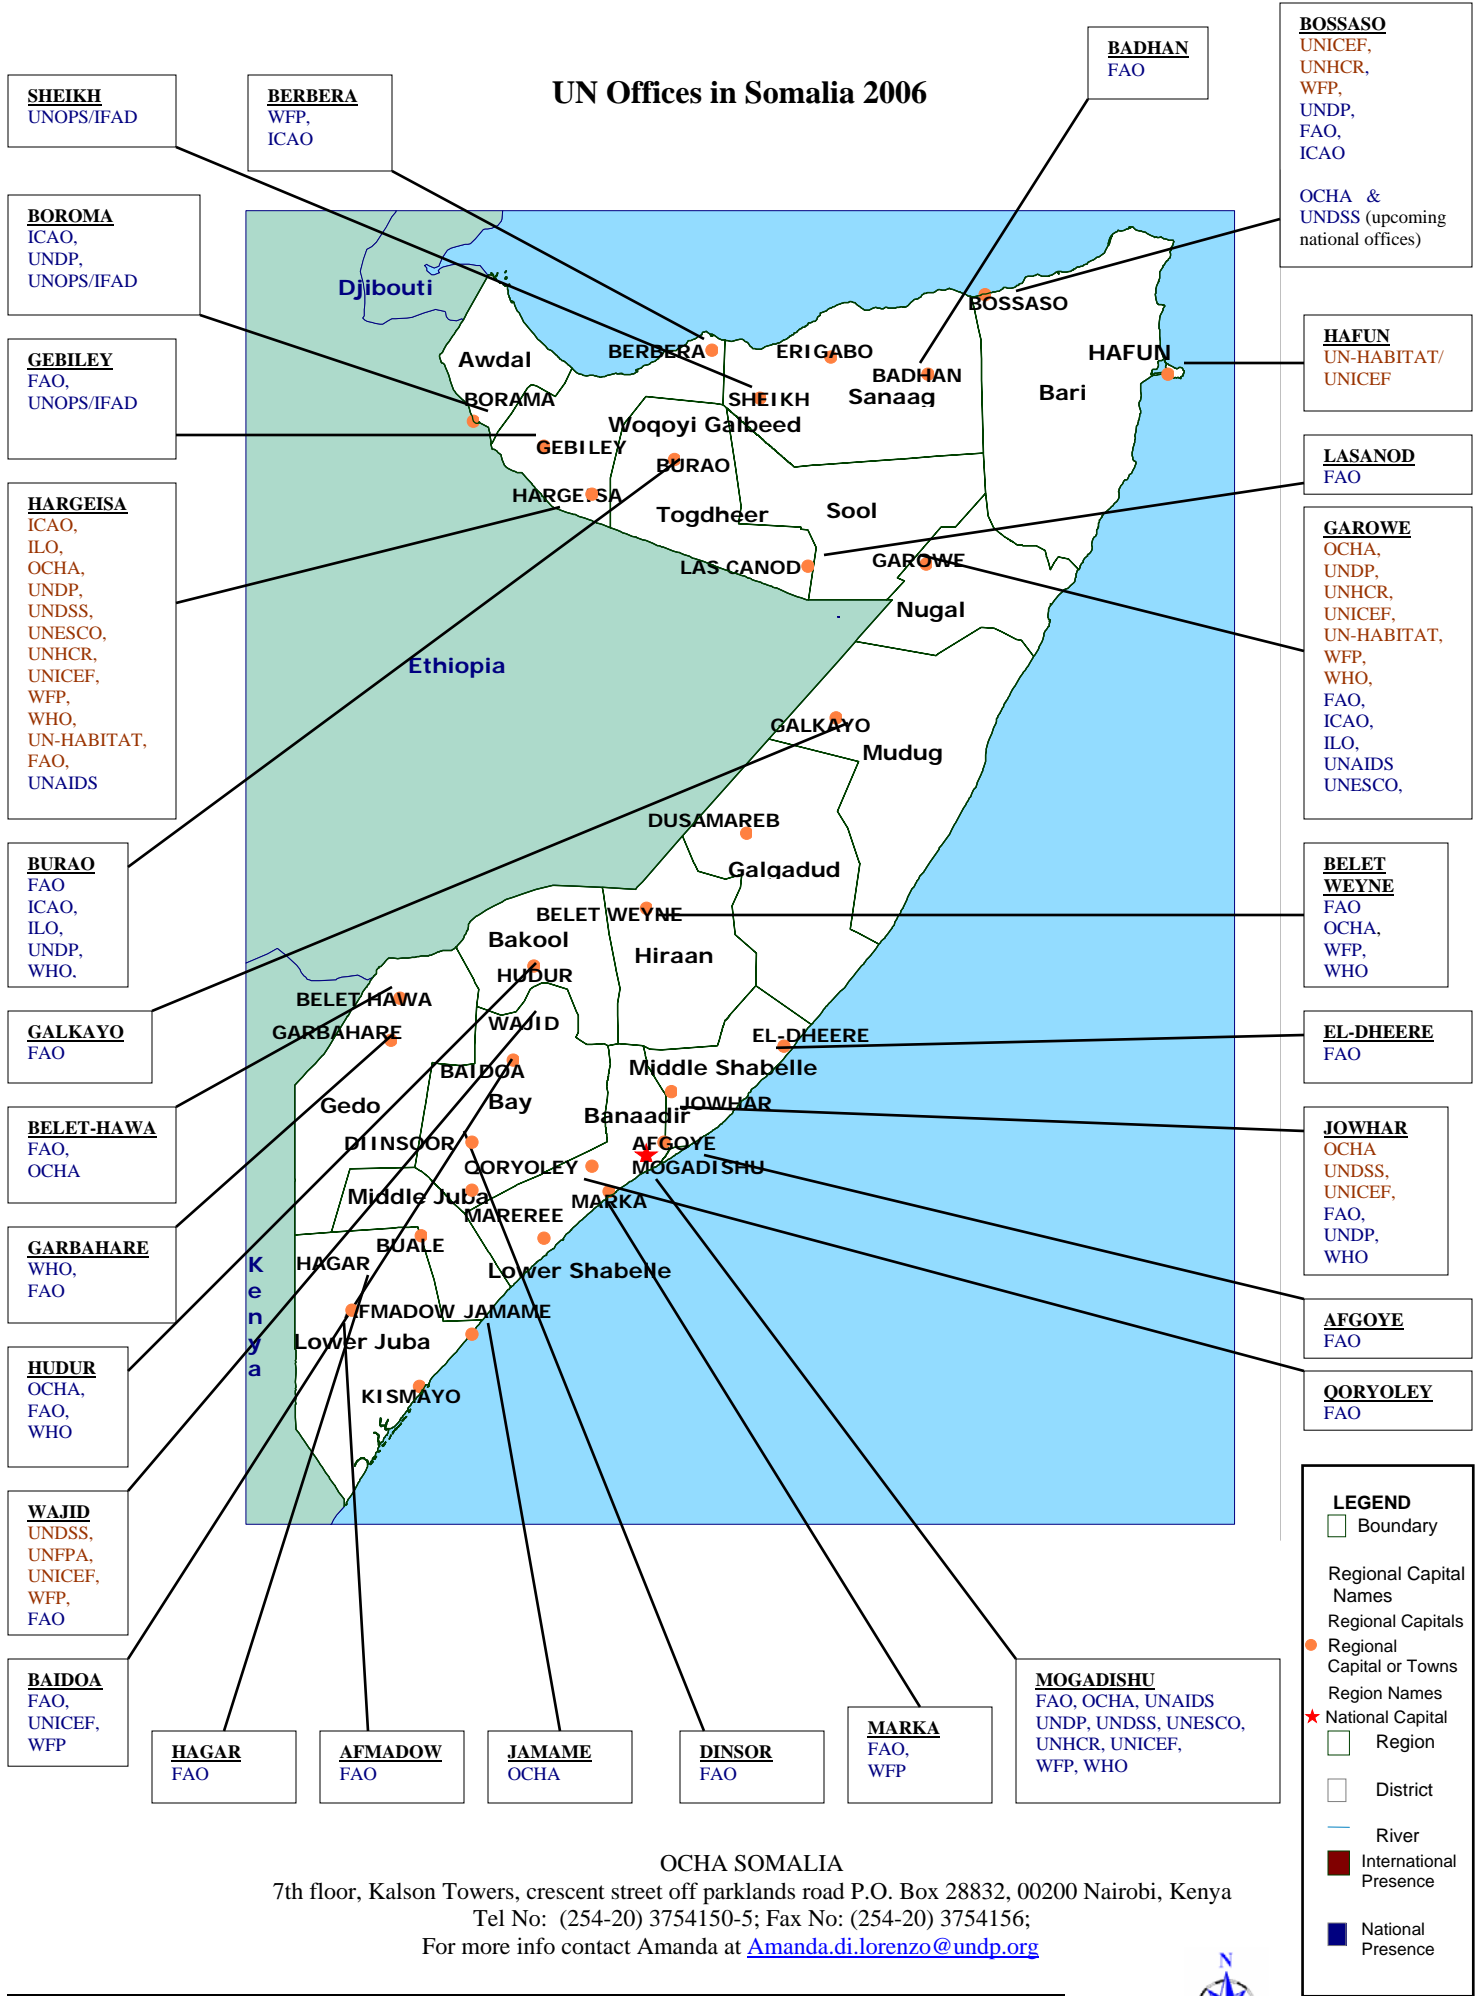 UN Offices in Somalia 2006
SHEIKH
UNOPS/IFAD
BERBERA
WFP,
ICAO
BADHAN
FAO
BOSSASO
UNICEF,
UNHCR,
WFP,
UNDP,
FAO,
ICAO
OCHA &
UNDSS (upcoming
national offices)
BOROMA
ICAO,
UNDP,
UNOPS/IFAD
GEBILEY
FAO,
UNOPS/IFAD
HARGEISA
ICAO,
ILO,
OCHA,
UNDP,
UNDSS,
UNESCO,
UNHCR,
UNICEF,
WFP,
WHO,
UN-HABITAT,
FAO,
UNAIDS
BURAO
FAO
ICAO,
ILO,
UNDP,
WHO,
GALKAYO
FAO
BELET-HAWA
FAO,
OCHA
GARBAHARE
WHO,
FAO
HUDUR
OCHA,
FAO,
WHO
WAJID
UNDSS,
UNFPA,
UNICEF,
WFP,
FAO
BAIDOA
FAO,
UNICEF,
WFP
Djibouti
BOSSASO
Awdal
BERBERA
ERIGABO
HAFUN
BADHAN
BORAMA
SHEIKH
Sanaag
Bari
Woqoyi Galbeed
GEBILEY
BURAO
HARGEISA
Togdheer
Sool
LAS CANOD
GAROWE
Nugal
Ethiopia
GALKAYO
Mudug
DUSAMAREB
Galgadud
BELET WEYNE
Bakool
Hiraan
HUDUR
BELET HAWA
GARBAHARE
WAJID
EL-DHEERE
BAIDOA
Middle Shabelle
Gedo
Bay
JOWHAR
Banaadir
DIINSOOR
AFGOYE
QORYOLEY
MOGADISHU
Middle Juba
MARKA
MAREREE
BUALE
HAGAR
Lower Shabelle
Kenya
AFMADOW JAMAME
Lower Juba
KISMAYO
HAFUN
UN-HABITAT/
UNICEF
LASANOD
FAO
GAROWE
OCHA,
UNDP,
UNHCR,
UNICEF,
UN-HABITAT,
WFP,
WHO,
FAO,
ICAO,
ILO,
UNAIDS
UNESCO,
BELET
WEYNE
FAO
OCHA,
WFP,
WHO
EL-DHEERE
FAO
JOWHAR
OCHA
UNDSS,
UNICEF,
FAO,
UNDP,
WHO
AFGOYE
FAO
QORYOLEY
FAO
HAGAR
FAO
AFMADOW
FAO
JAMAME
OCHA
DINSOR
FAO
MARKA
FAO,
WFP
MOGADISHU
FAO, OCHA, UNAIDS
UNDP, UNDSS, UNESCO,
UNHCR, UNICEF,
WFP, WHO
LEGEND
Boundary
Regional Capital
Names
Regional Capitals
Regional
Capital or Towns
Region Names
National Capital
Region
District
River
International
Presence
National
Presence
OCHA SOMALIA
7th floor, Kalson Towers, crescent street off parklands road P.O. Box 28832, 00200 Nairobi, Kenya
Tel No: (254-20) 3754150-5; Fax No: (254-20) 3754156;
For more info contact Amanda at Amanda.di.lorenzo@undp.org
N